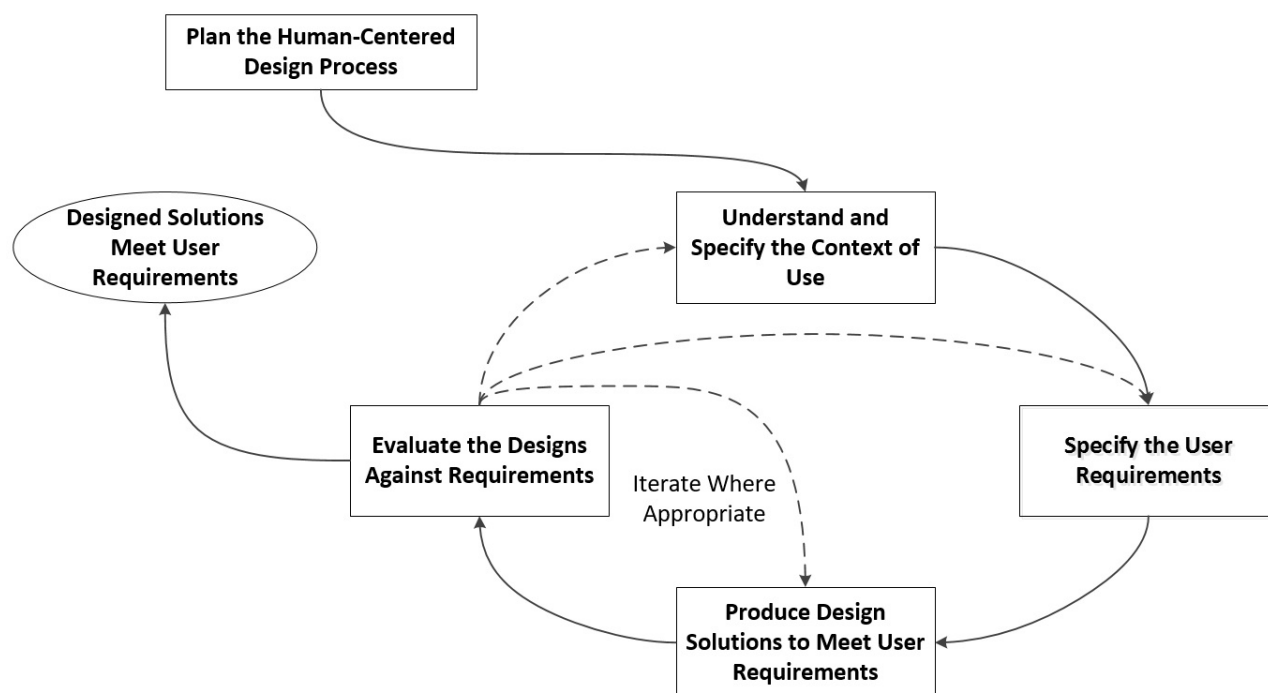 Plan the Human-Centered
Design Process
Understand and
Specify the Context of
Use
Designed Solutions
Meet User
Requirements
Evaluate the Designs
Against Requirements
Specify the User
Requirements
Iterate Where
Appropriate
Produce Design
Solutions to Meet User
Requirements